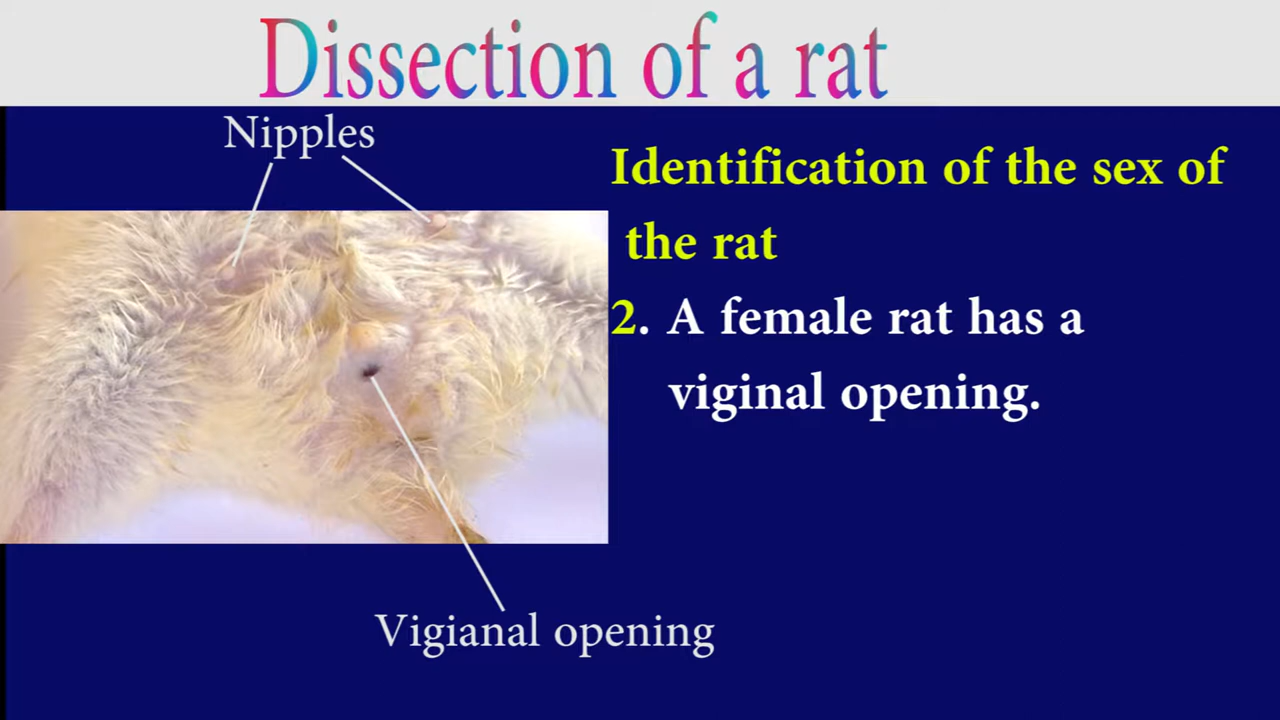 Dissection of a rat
Nipples
Identification of the sex of
the rat
2. A female rat has a
viginal opening.
Vigianal opening